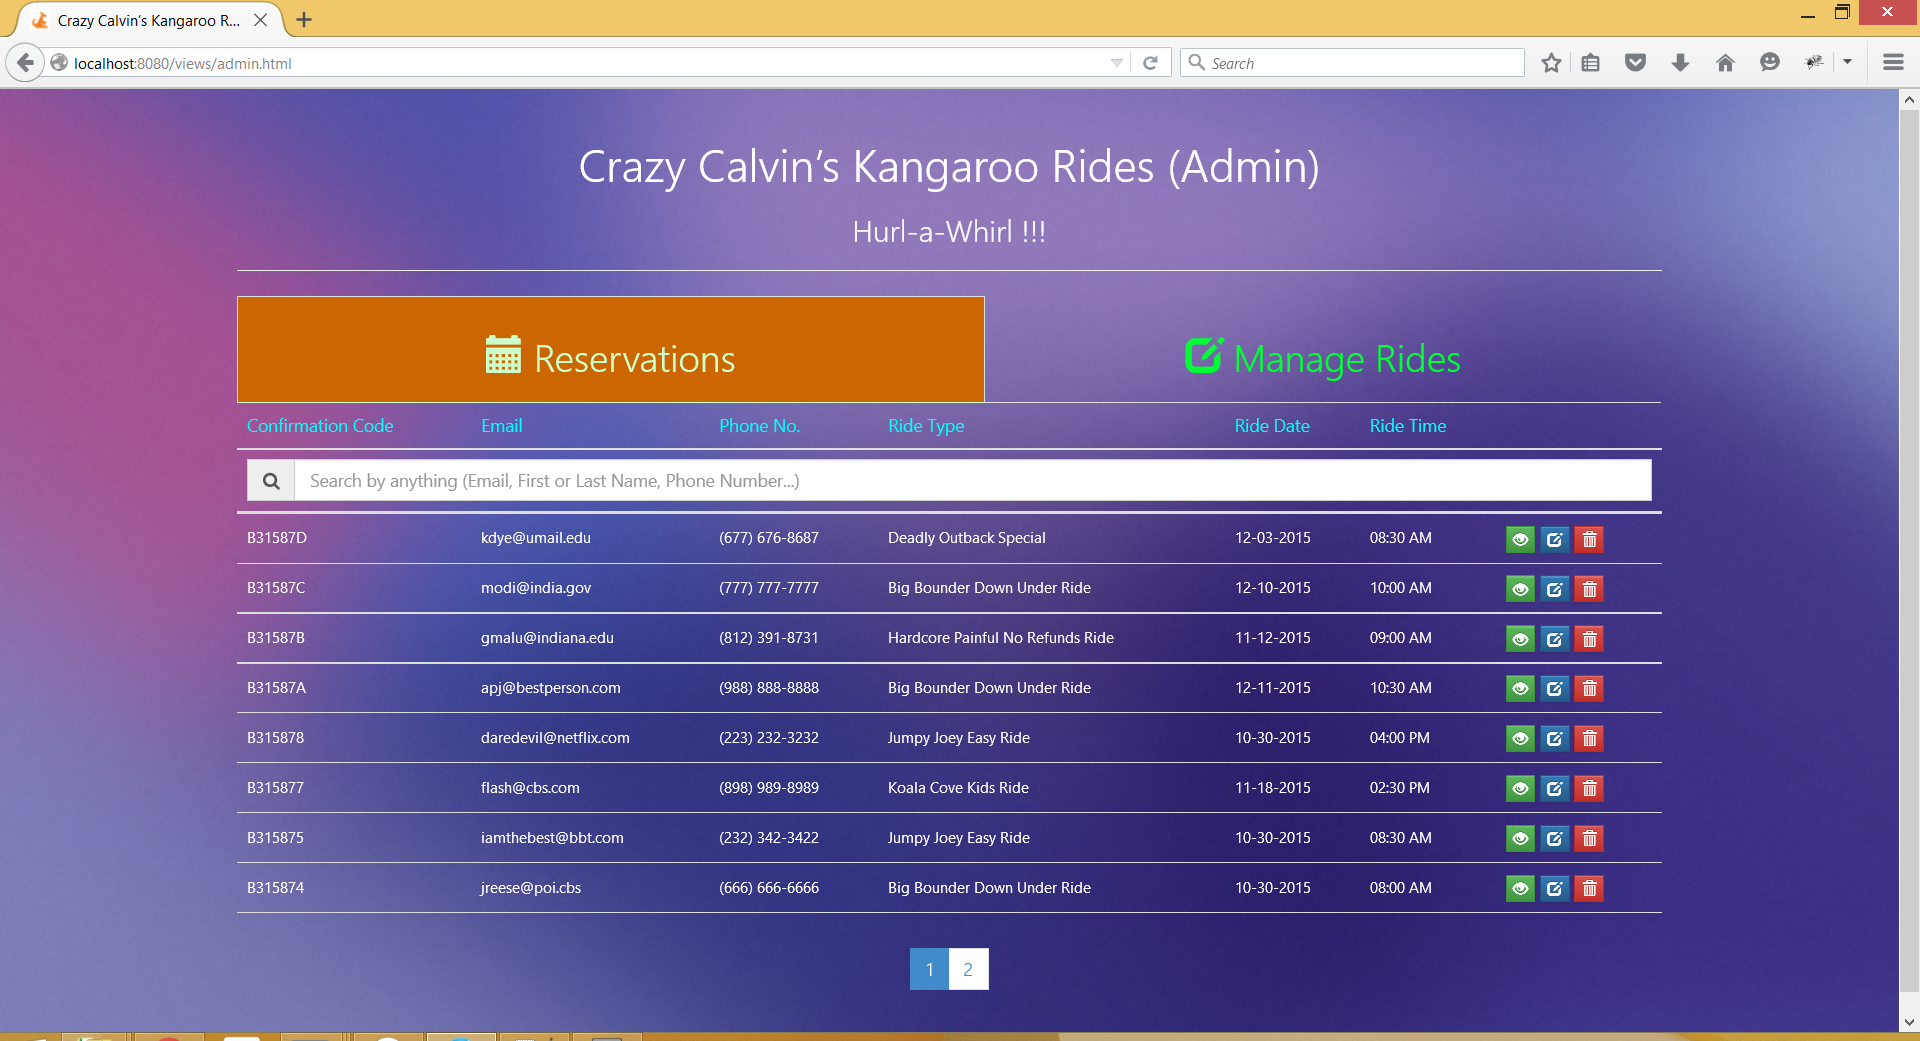 Crazy Calvin's Kangaroo R...
localhost:8080/views/admin.html
Search
Crazy Calvin's Kangaroo Rides (Admin)
Hurl-a-Whirl !!!
Reservations
Manage Rides
Confirmation Code Email Phone No. Ride Type Ride Date Ride Time
Search by anything (Email, First or Last Name, Phone Number...)
B31587D kdye@umail.edu (677) 676-8687 Deadly Outback Special 12-03-2015 08:30 AM
B31587C modi@india.gov (777) 777-7777 Big Bounder Down Under Ride 12-10-2015 10:00 AM
B31587B gmalu@indiana.edu (812) 391-8731 Hardcore Painful No Refunds Ride 11-12-2015 09:00 AM
B31587A apj@bestperson.com (988) 888-8888 Big Bounder Down Under Ride 12-11-2015 10:30 AM
B315878 daredevil@netflix.com (223) 232-3232 Jumpy Joey Easy Ride 10-30-2015 04:00 PM
B315877 flash@cbs.com (898) 989-8989 Koala Cove Kids Ride 11-18-2015 02:30 PM
B315875 iamthebest@bbt.com (232) 342-3422 Jumpy Joey Easy Ride 10-30-2015 08:30 AM
B315874 jreese@poi.cbs (666) 666-6666 Big Bounder Down Under Ride 10-30-2015 08:00 AM
1 2